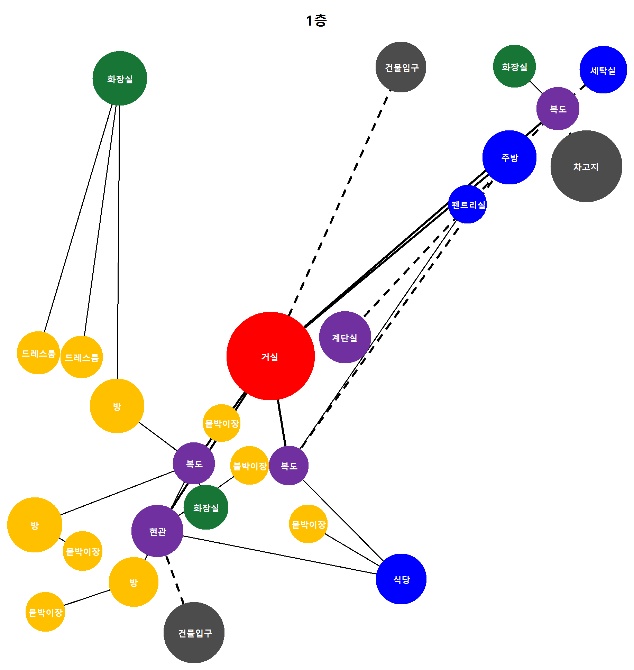 1층
화장실
건물입구
화장실
세탁실
복도
주방
차고지
펜트리실
계단실
거실
드레스룸
드레스룸
방
붙박이장
복도
붙박이장
복도
화장실
방
현관
붙박이장
붙박이장
방
식당
붙박이장
건물입구